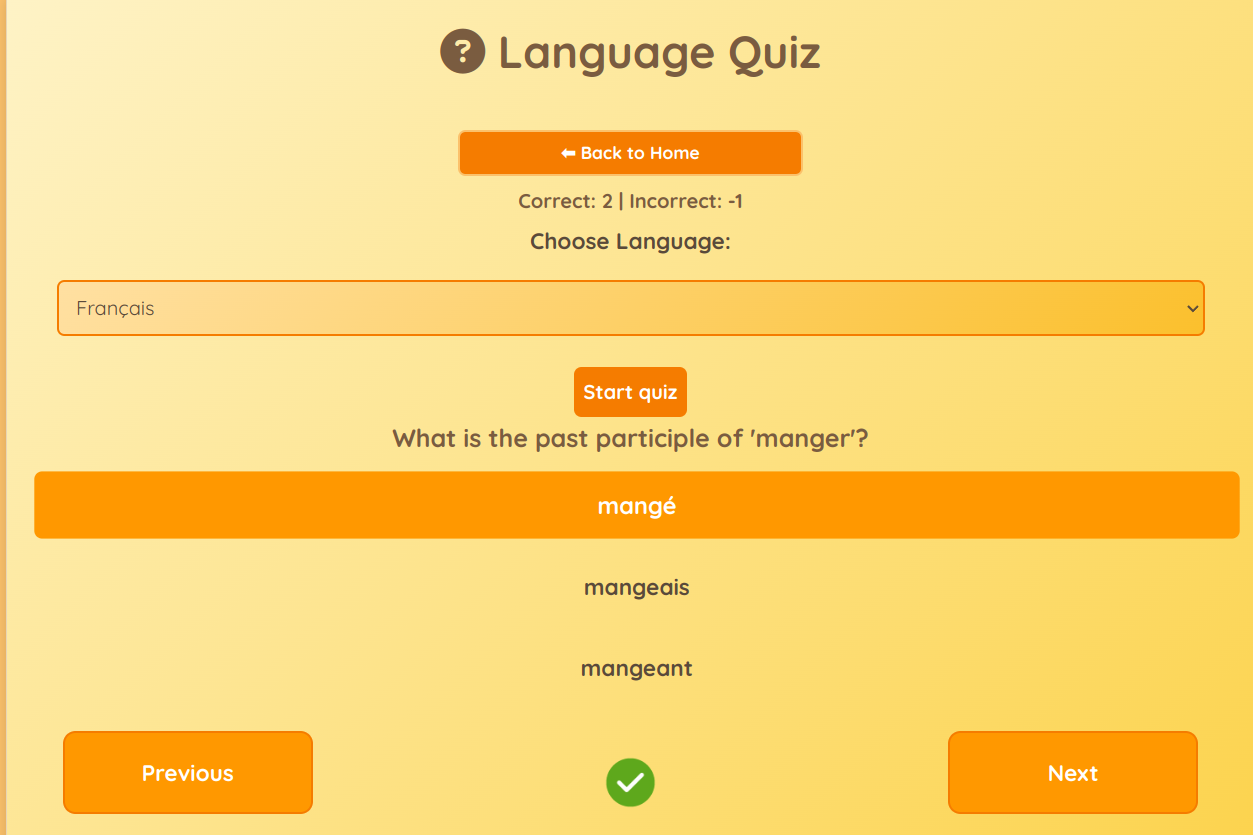 ? Language Quiz
⬅ Back to Home
Correct: 2 | Incorrect: -1
Choose Language:
Français
Start quiz
What is the past participle of 'manger'?
mangé
mangeais
mangeant
Previous
Next